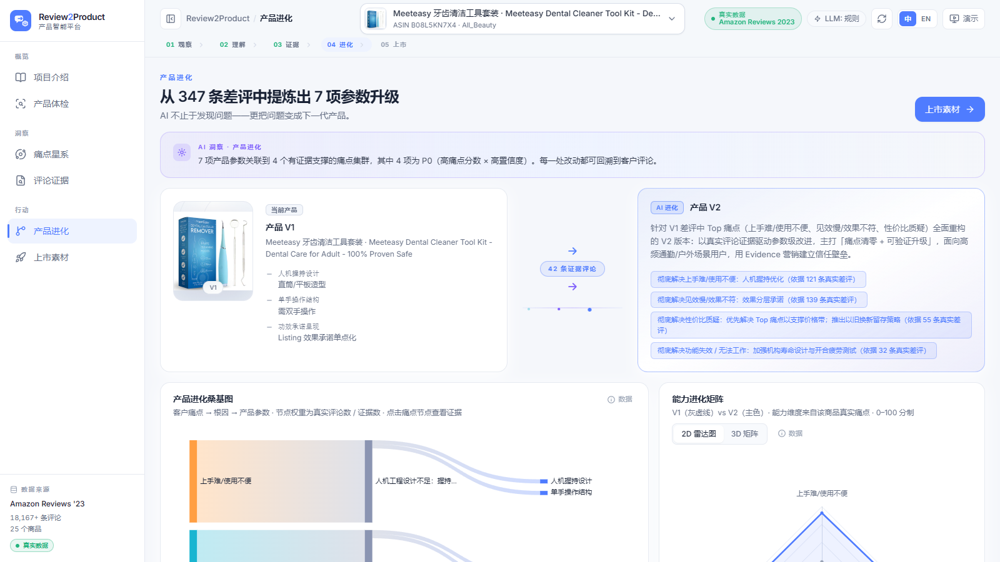 Review2Product
产品智能平台
概览
项目介绍
产品体检
洞察
痛点星系
评论证据
行动
产品进化
上市素材
数据来源
Amazon Reviews '23
18,167+ 条评论
25 个商品
真实数据
Review2Product / 产品进化
Meeteasy 牙齿清洁工具套装 · Meeteasy Dental Cleaner Tool Kit - De...
ASIN B08L5KN7X4 · All_Beauty
真实数据
Amazon Reviews 2023
LLM: 规则
中 EN
演示
01 观察
02 理解
03 证据
04 进化
05 上市
产品进化
从 347 条差评中提炼出 7 项参数升级
AI 不止于发现问题——更把问题变成下一代产品。
上市素材
AI 洞察 · 产品进化
7 项产品参数关联到 4 个有证据支撑的痛点集群，其中 4 项为 P0（高痛点分数 × 高置信度）。每一处改动都可回溯到客户评论。
REMOVER
V1
当前产品
产品 V1
Meeteasy 牙齿清洁工具套装 · Meeteasy Dental Cleaner Tool Kit -
Dental Care for Adult - 100% Proven Safe
人机握持设计
直筒/平板造型
单手操作结构
需双手操作
功效承诺呈现
Listing 效果承诺单点化
42 条证据评论
AI 进化
产品 V2
针对 V1 差评中 Top 痛点（上手难/使用不便、见效慢/效果不符、性价比质疑）全面重构
的 V2 版本：以真实评论证据驱动参数级改进，主打「痛点清零 + 可验证升级」，面向高
频通勤/户外场景用户，用 Evidence 营销建立信任壁垒。
彻底解决上手难/使用不便：人机握持优化（依据 121 条真实差评）
彻底解决见效慢/效果不符：效果分层承诺（依据 139 条真实差评）
彻底解决性价比质疑：优先解决 Top 痛点以支撑价格带；推出以旧换新留存策略（依据 55 条真实差
评）
彻底解决功能失效 / 无法工作：加强机构寿命设计与开合疲劳测试（依据 32 条真实差评）
产品进化桑基图
数据
客户痛点 → 根因 → 产品参数 · 节点权重为真实评论数 / 证据数 · 点击痛点节点查看证据
上手难/使用不便
人机工程设计不足：握持...
人机握持设计
单手操作结构
能力进化矩阵
V1（灰虚线）vs V2（主色）· 能力维度来自该商品真实痛点 · 0–100 分制
2D 雷达图
3D 矩阵
数据
上手难/使用不便